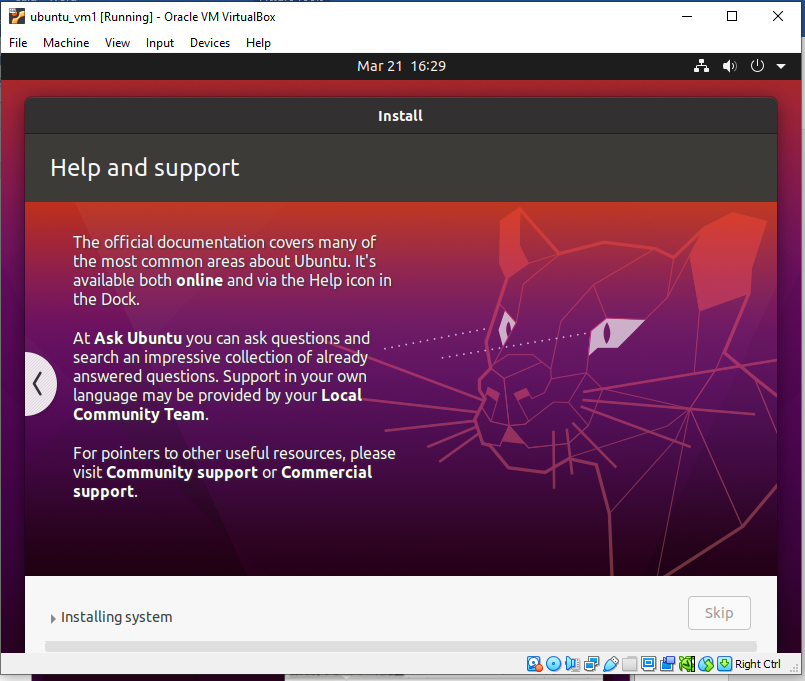 ubuntu_vm1 [Running] - Oracle VM VirtualBox
File Machine View Input Devices Help
Mar 21 16:29
Install
Help and support
The official documentation covers many of
the most common areas about Ubuntu. It's
available both online and via the Help icon in
the Dock.
At Ask Ubuntu you can ask questions and
search an impressive collection of already
answered questions. Support in your own
language may be provided by your Local
Community Team.
For pointers to other useful resources, please
visit Community support or Commercial
support.
Installing system
Skip
Right Ctrl